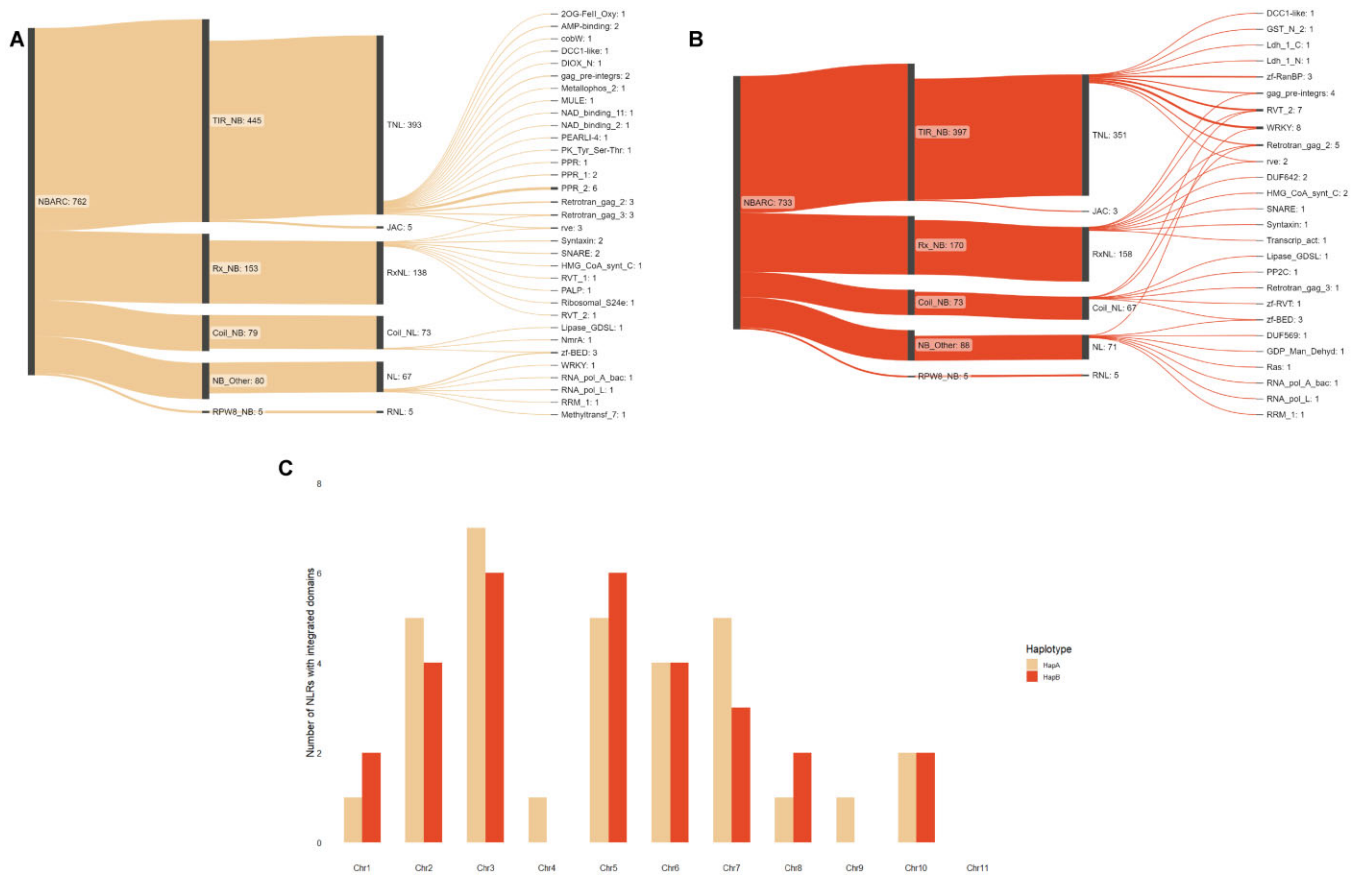 A
NBARC: 762
TIR_NB: 445
Rx_NB: 153
Coil_NB: 79
NB_Other: 80
RPW8_NB: 5
TNL: 393
JAC: 5
RxNL: 138
Coil_NL: 73
NL: 67
RNL: 5
2OG-FeII_Oxy: 1
AMP-binding: 2
cobW: 1
DCC1-like: 1
DIOX_N: 1
gag_pre-integrs: 2
Metallophos_2: 1
MULE: 1
NAD_binding_11: 1
NAD_binding_2: 1
PEARLI-4: 1
PK_Tyr_Ser-Thr: 1
PPR: 1
PPR_1: 2
PPR_2: 6
Retrotran_gag_2: 3
Retrotran_gag_3: 3
rve: 3
Syntaxin: 2
SNARE: 2
HMG_CoA_synt_C: 1
RVT_1: 1
PALP: 1
Ribosomal_S24e: 1
RVT_2: 1
Lipase_GDSL: 1
NmrA: 1
zf-BED: 3
WRKY: 1
RNA_pol_A_bac: 1
RNA_pol_L: 1
RRM_1: 1
Methyltransf_7: 1
B
NBARC: 733
TIR_NB: 397
Rx_NB: 170
Coil_NB: 73
NB_Other: 88
RPW8_NB: 5
TNL: 351
JAC: 3
RxNL: 158
Coil_NL: 67
NL: 71
RNL: 5
DCC1-like: 1
GST_N_2: 1
Ldh_1_C: 1
Ldh_1_N: 1
zf-RanBP: 3
gag_pre-integrs: 4
RVT_2: 7
WRKY: 8
Retrotran_gag_2: 5
rve: 2
DUF642: 2
HMG_CoA_synt_C: 2
SNARE: 1
Syntaxin: 1
Transcrip_act: 1
Lipase_GDSL: 1
PP2C: 1
Retrotran_gag_3: 1
zf-RVT: 1
zf-BED: 3
DUF569: 1
GDP_Man_Dehyd: 1
Ras: 1
RNA_pol_A_bac: 1
RNA_pol_L: 1
RRM_1: 1
C
Number of NLRs with integrated domains
8
6
4
2
0
Chr1 Chr2 Chr3 Chr4 Chr5 Chr6 Chr7 Chr8 Chr9 Chr10 Chr11
Haplotype
HapA
HapB